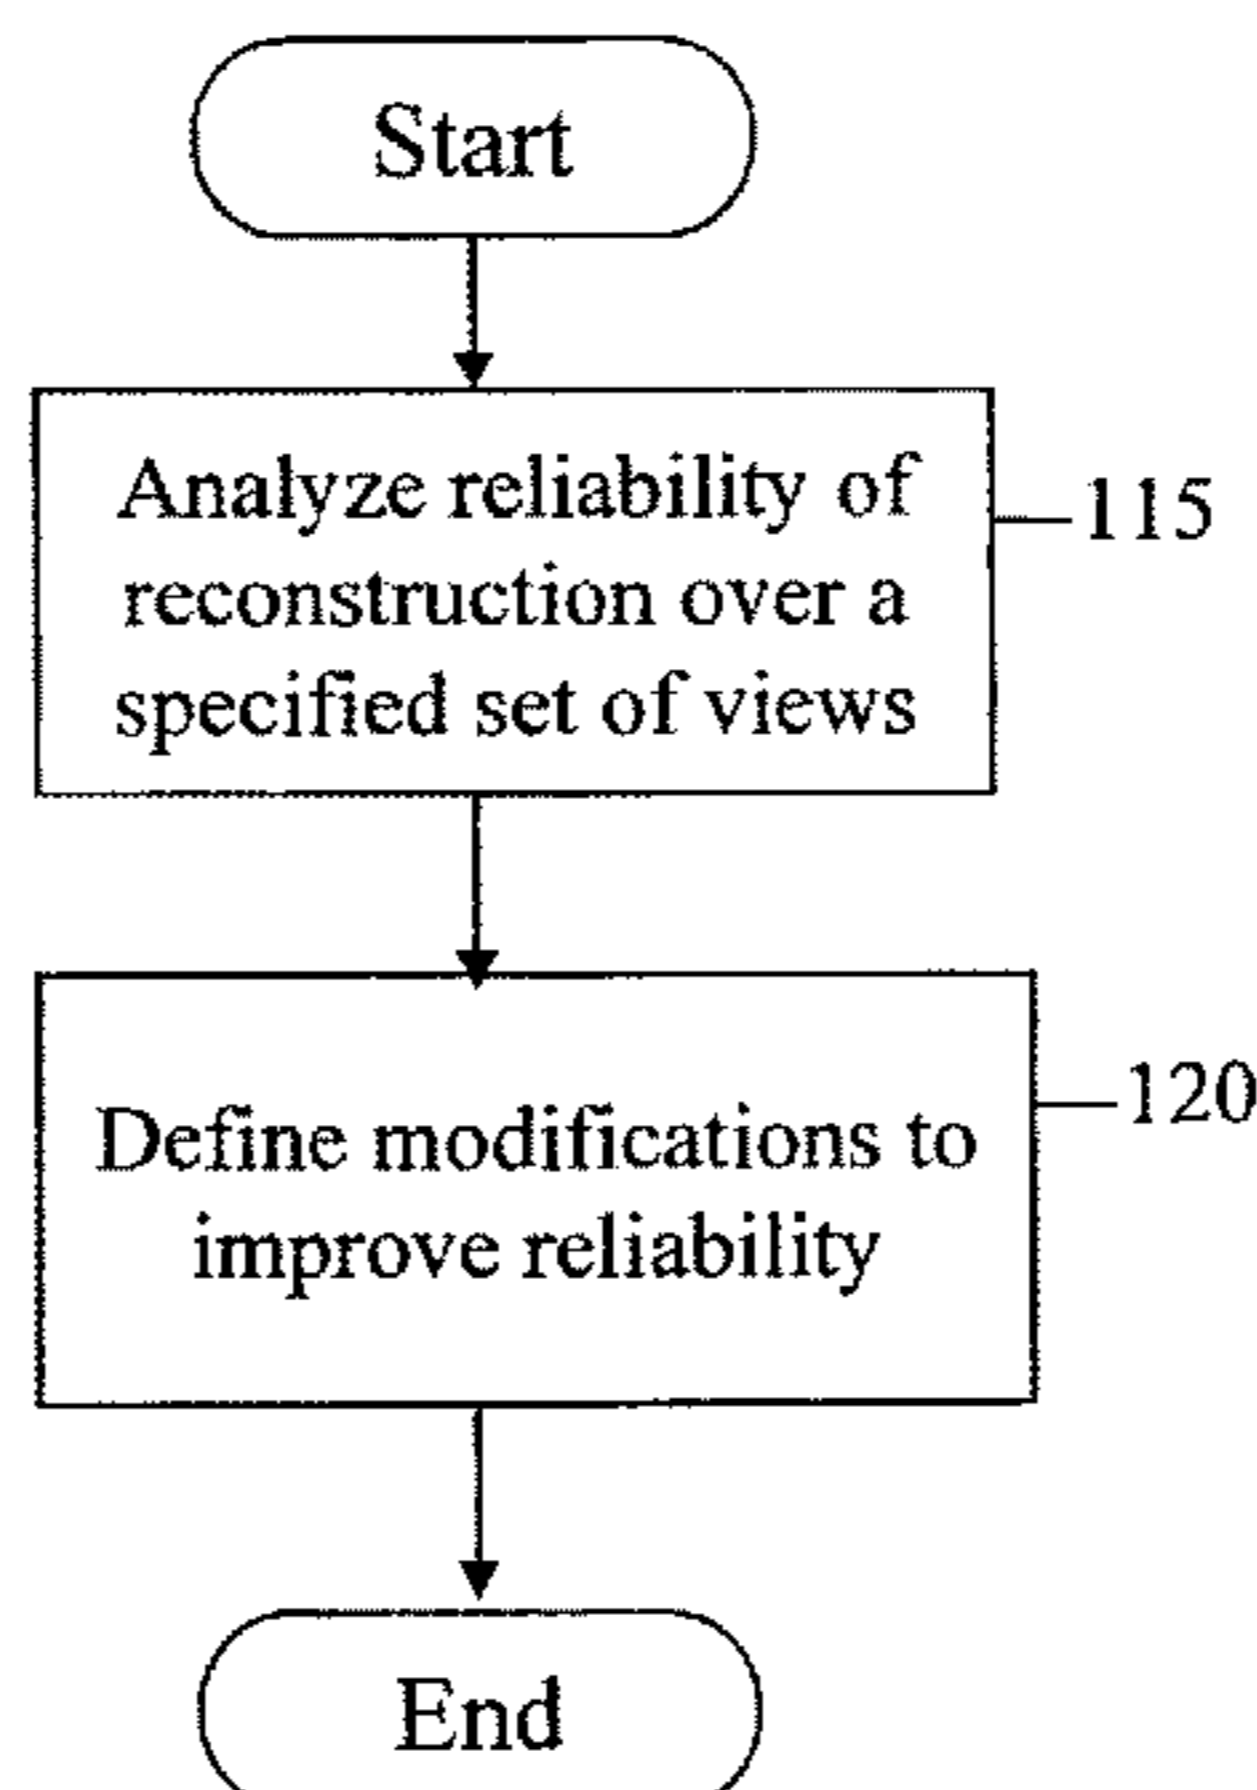 Start
Analyze reliability of
reconstruction over a
specified set of views
115
Define modifications to
improve reliability
120
End